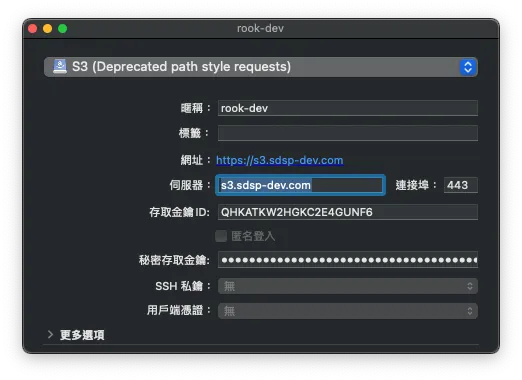 rook-dev
S3 (Deprecated path style requests)
暱稱： rook-dev
標籤：
網址： https://s3.sdsp-dev.com
伺服器： s3.sdsp-dev.com 連接埠： 443
存取金鑰 ID: QHKATKW2HGKC2E4GUNF6
匿名登入
秘密存取金鑰: ●●●●●●●●●●●●●●●●●●●●●●●●●●●●●●●●●●●●●●
SSH 私鑰： 無
用戶端憑證： 無
更多選項